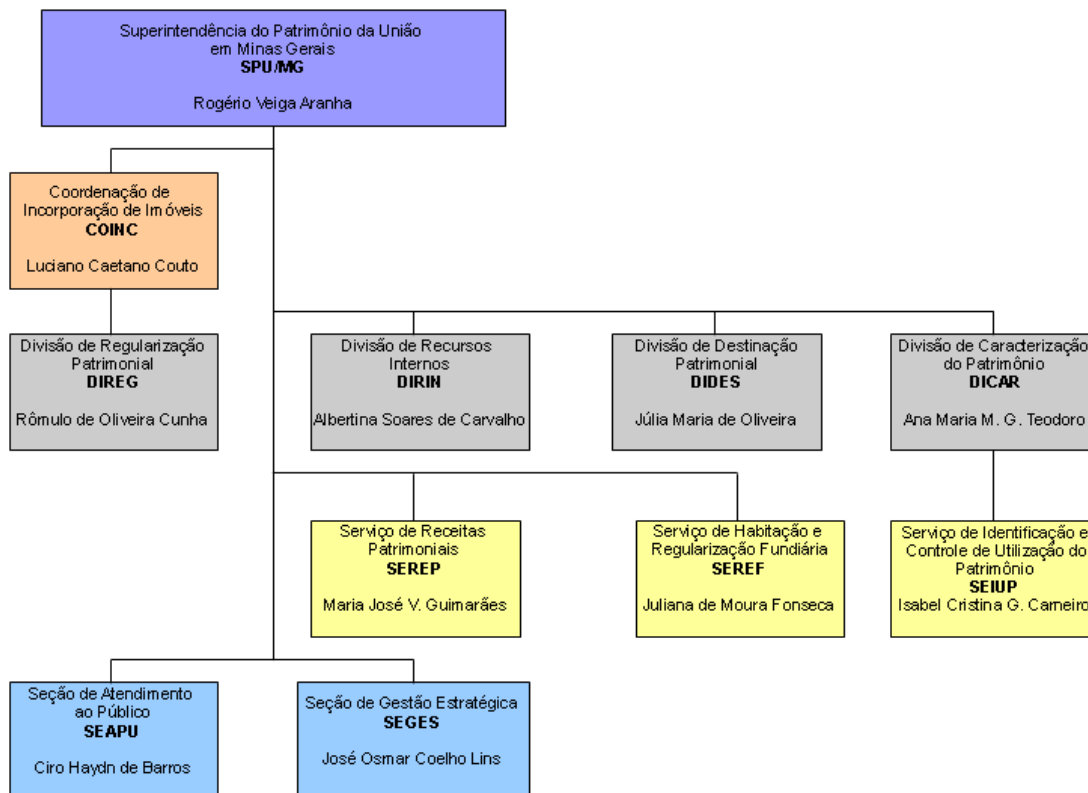 Superintendência do Patrimônio da União
em Minas Gerais
SPU/MG
Rogério Veiga Aranha
Coordenação de
Incorporação de Imóveis
COINC
Luciano Caetano Couto
Divisão de Regularização
Patrimonial
DIREG
Rômulo de Oliveira Cunha
Divisão de Recursos
Internos
DIRIN
Albertina Soares de Carvalho
Divisão de Destinação
Patrimonial
DIDES
Júlia Maria de Oliveira
Divisão de Caracterização
do Patrimônio
DICAR
Ana Maria M. G. Teodoro
Serviço de Receitas
Patrimoniais
SEREP
Maria José V. Guimarães
Serviço de Habitação e
Regularização Fundiária
SEREF
Juliana de Moura Fonseca
Serviço de Identificação e
Controle de Utilização do
Patrimônio
SEIUP
Isabel Cristina G. Carneiro
Seção de Atendimento
ao Público
SEAPU
Ciro Haydn de Barros
Seção de Gestão Estratégica
SEGES
José Osmar Coelho Lins